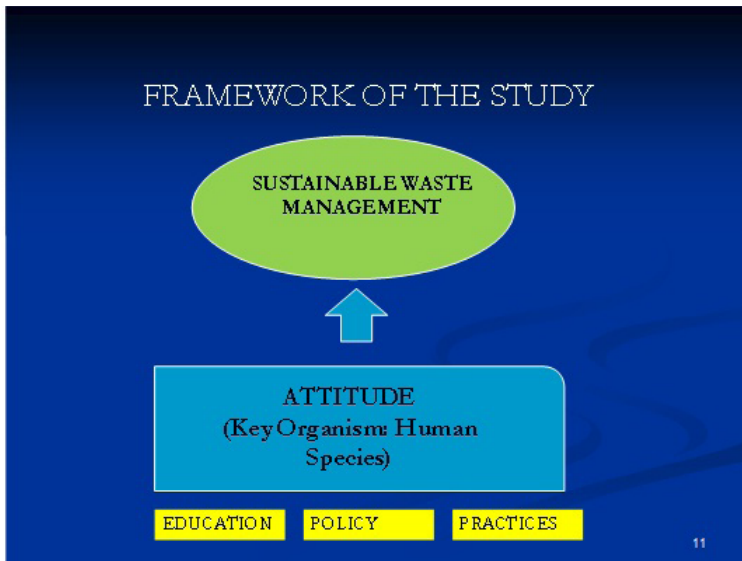 FRAMEWORK OF THE STUDY
SUSTAINABLE WASTE
MANAGEMENT
ATTITUDE
(Key Organism: Human
Species)
EDUCATION
POLICY
PRACTICES
11